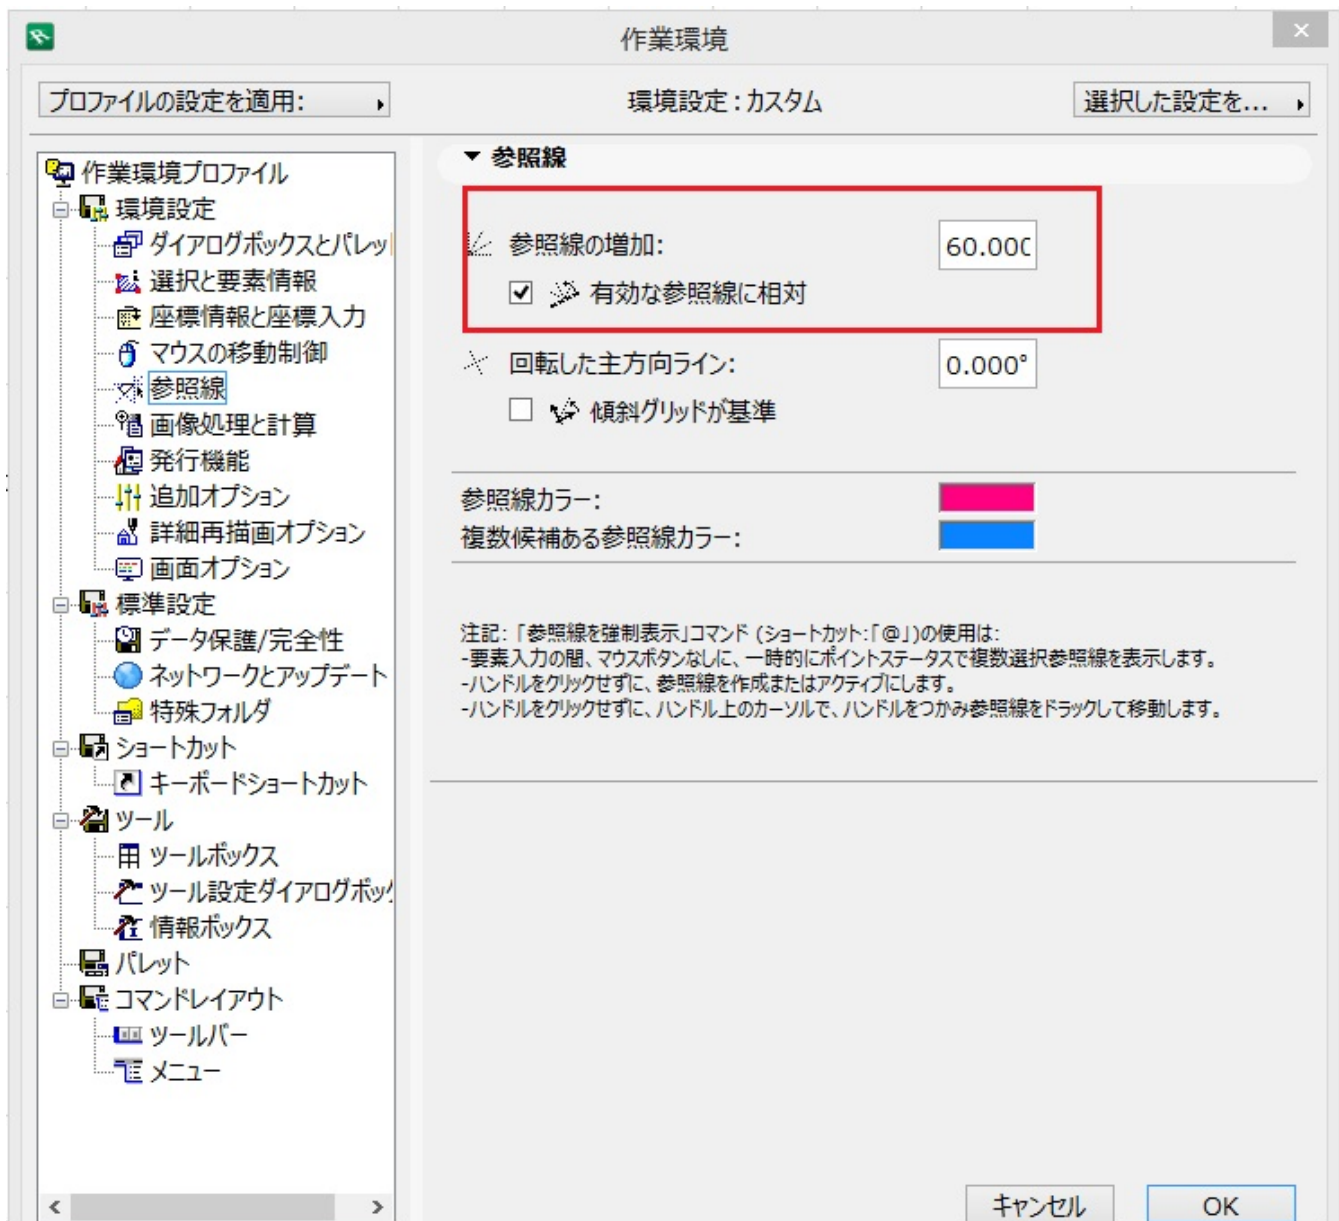 作業環境
プロファイルの設定を適用:
環境設定:カスタム
選択した設定を...
作業環境プロファイル
環境設定
ダイアログボックスとパレッ
選択と要素情報
座標情報と座標入力
マウスの移動制御
参照線
画像処理と計算
発行機能
追加オプション
詳細再描画オプション
画面オプション
標準設定
データ保護/完全性
ネットワークとアップデート
特殊フォルダ
ショートカット
キーボードショートカット
ツール
ツールボックス
ツール設定ダイアログボッ
情報ボックス
パレット
コマンドレイアウト
ツールバー
メニュー
参照線
参照線の増加: 60.000
有効な参照線に相対
回転した主方向ライン: 0.000°
傾斜グリッドが基準
参照線カラー:
複数候補ある参照線カラー:
注記:「参照線を強制表示」コマンド (ショートカット:「@」)の使用は:
-要素入力の間、マウスボタンなしに、一時的にポイントステータスで複数選択参照線を表示します。
-ハンドルをクリックせずに、参照線を作成またはアクティブにします。
-ハンドルをクリックせずに、ハンドル上のカーソルで、ハンドルをつかみ参照線をドラックして移動します。
キャンセル
OK